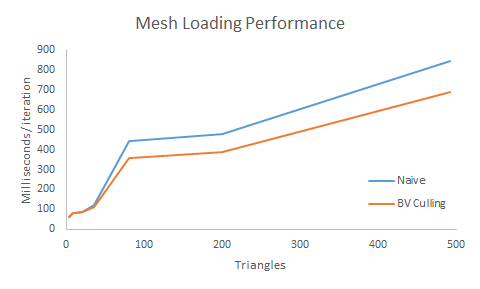 Mesh Loading Performance
Milliseconds/iteration
900
800
700
600
500
400
300
200
100
0
0 100 200 300 400 500
Triangles
Naive
BV Culling